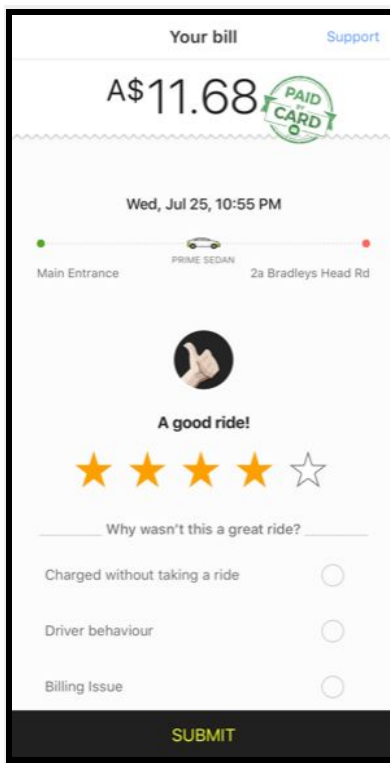 Your bill
Support
A$11.68
PAID
BY
CARD
Wed, Jul 25, 10:55 PM
PRIME SEDAN
Main Entrance
2a Bradleys Head Rd
A good ride!
Why wasn't this a great ride?
Charged without taking a ride
Driver behaviour
Billing Issue
SUBMIT